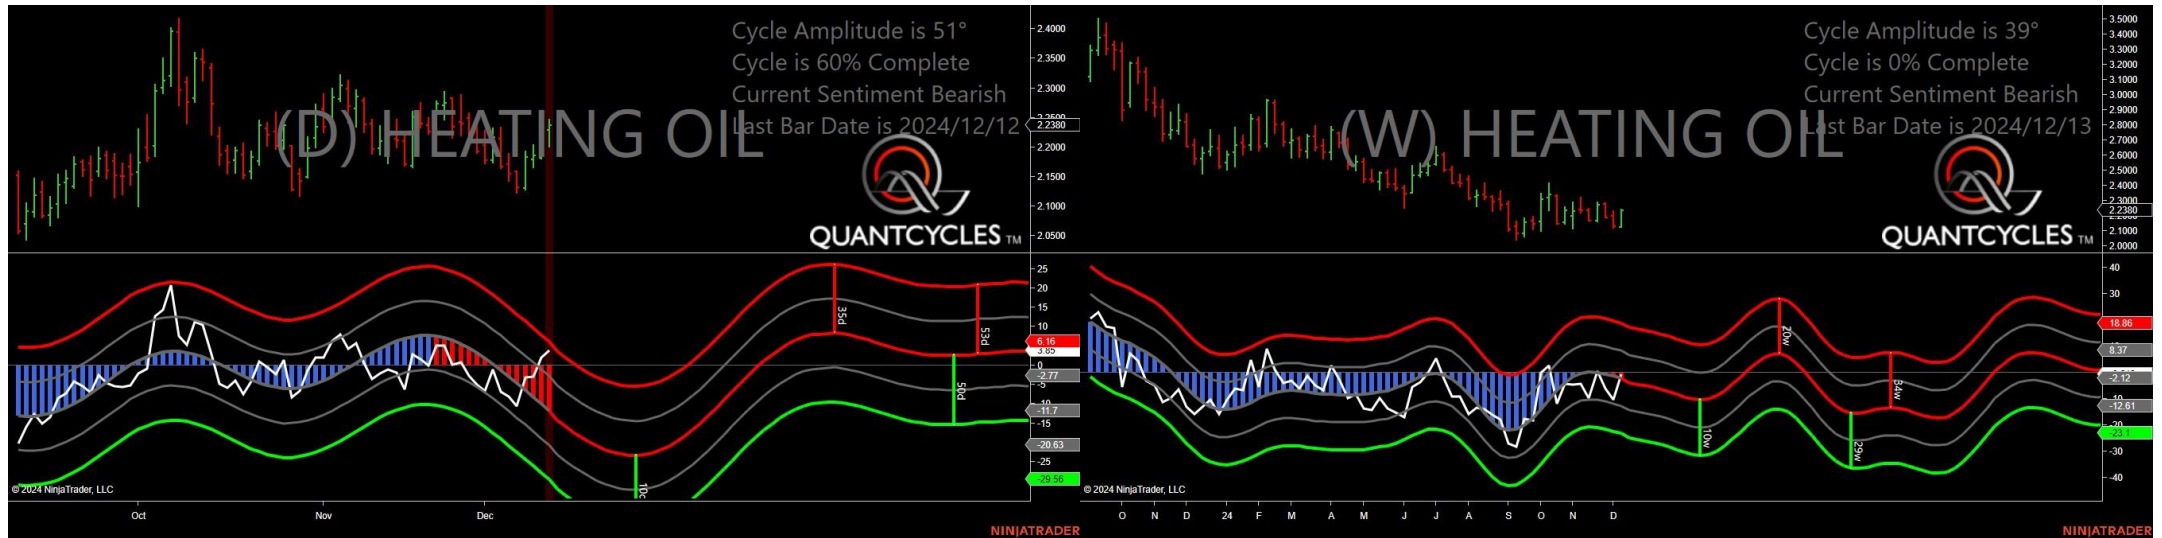 Cycle Amplitude is 51°
Cycle is 60% Complete
Current Sentiment Bearish
Last Bar Date is 2024/12/12
(D) HEATING OIL
QUANTCYCLES TM
2.4000
2.3500
2.3000
2.2500
2.2380
2.2000
2.1500
2.1000
2.0500
25
20
15
10
6.16
3.85
0
-2.77
-5
-10
-11.7
-15
-20.63
-25
-29.56
35d
53d
50d
© 2024 NinjaTrader, LLC
Oct
Nov
Dec
NINJATRADER
Cycle Amplitude is 39°
Cycle is 0% Complete
Current Sentiment Bearish
Last Bar Date is 2024/12/13
(W) HEATING OIL
QUANTCYCLES TM
3.5000
3.4000
3.3000
3.2000
3.1000
3.0000
2.9000
2.8000
2.7000
2.6000
2.5000
2.4000
2.3000
2.2380
2.1000
2.0000
40
30
18.86
8.37
-2.12
-12.61
-20
-23.1
-30
-40
20w
34w
10w
29w
© 2024 NinjaTrader, LLC
O
N
D
24
F
M
A
M
J
J
A
S
O
N
D
NINJATRADER